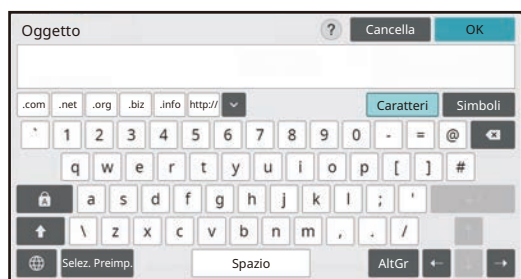 Oggetto ? Cancella OK
.com .net .org .biz .info http:// Caratteri Simboli
` 1 2 3 4 5 6 7 8 9 0 - = @
q w e r t y u i o p [ ] #
A a s d f g h j k l ; '
\ z x c v b n m , . /
Selez. Preimp. Spazio AltGr ← →